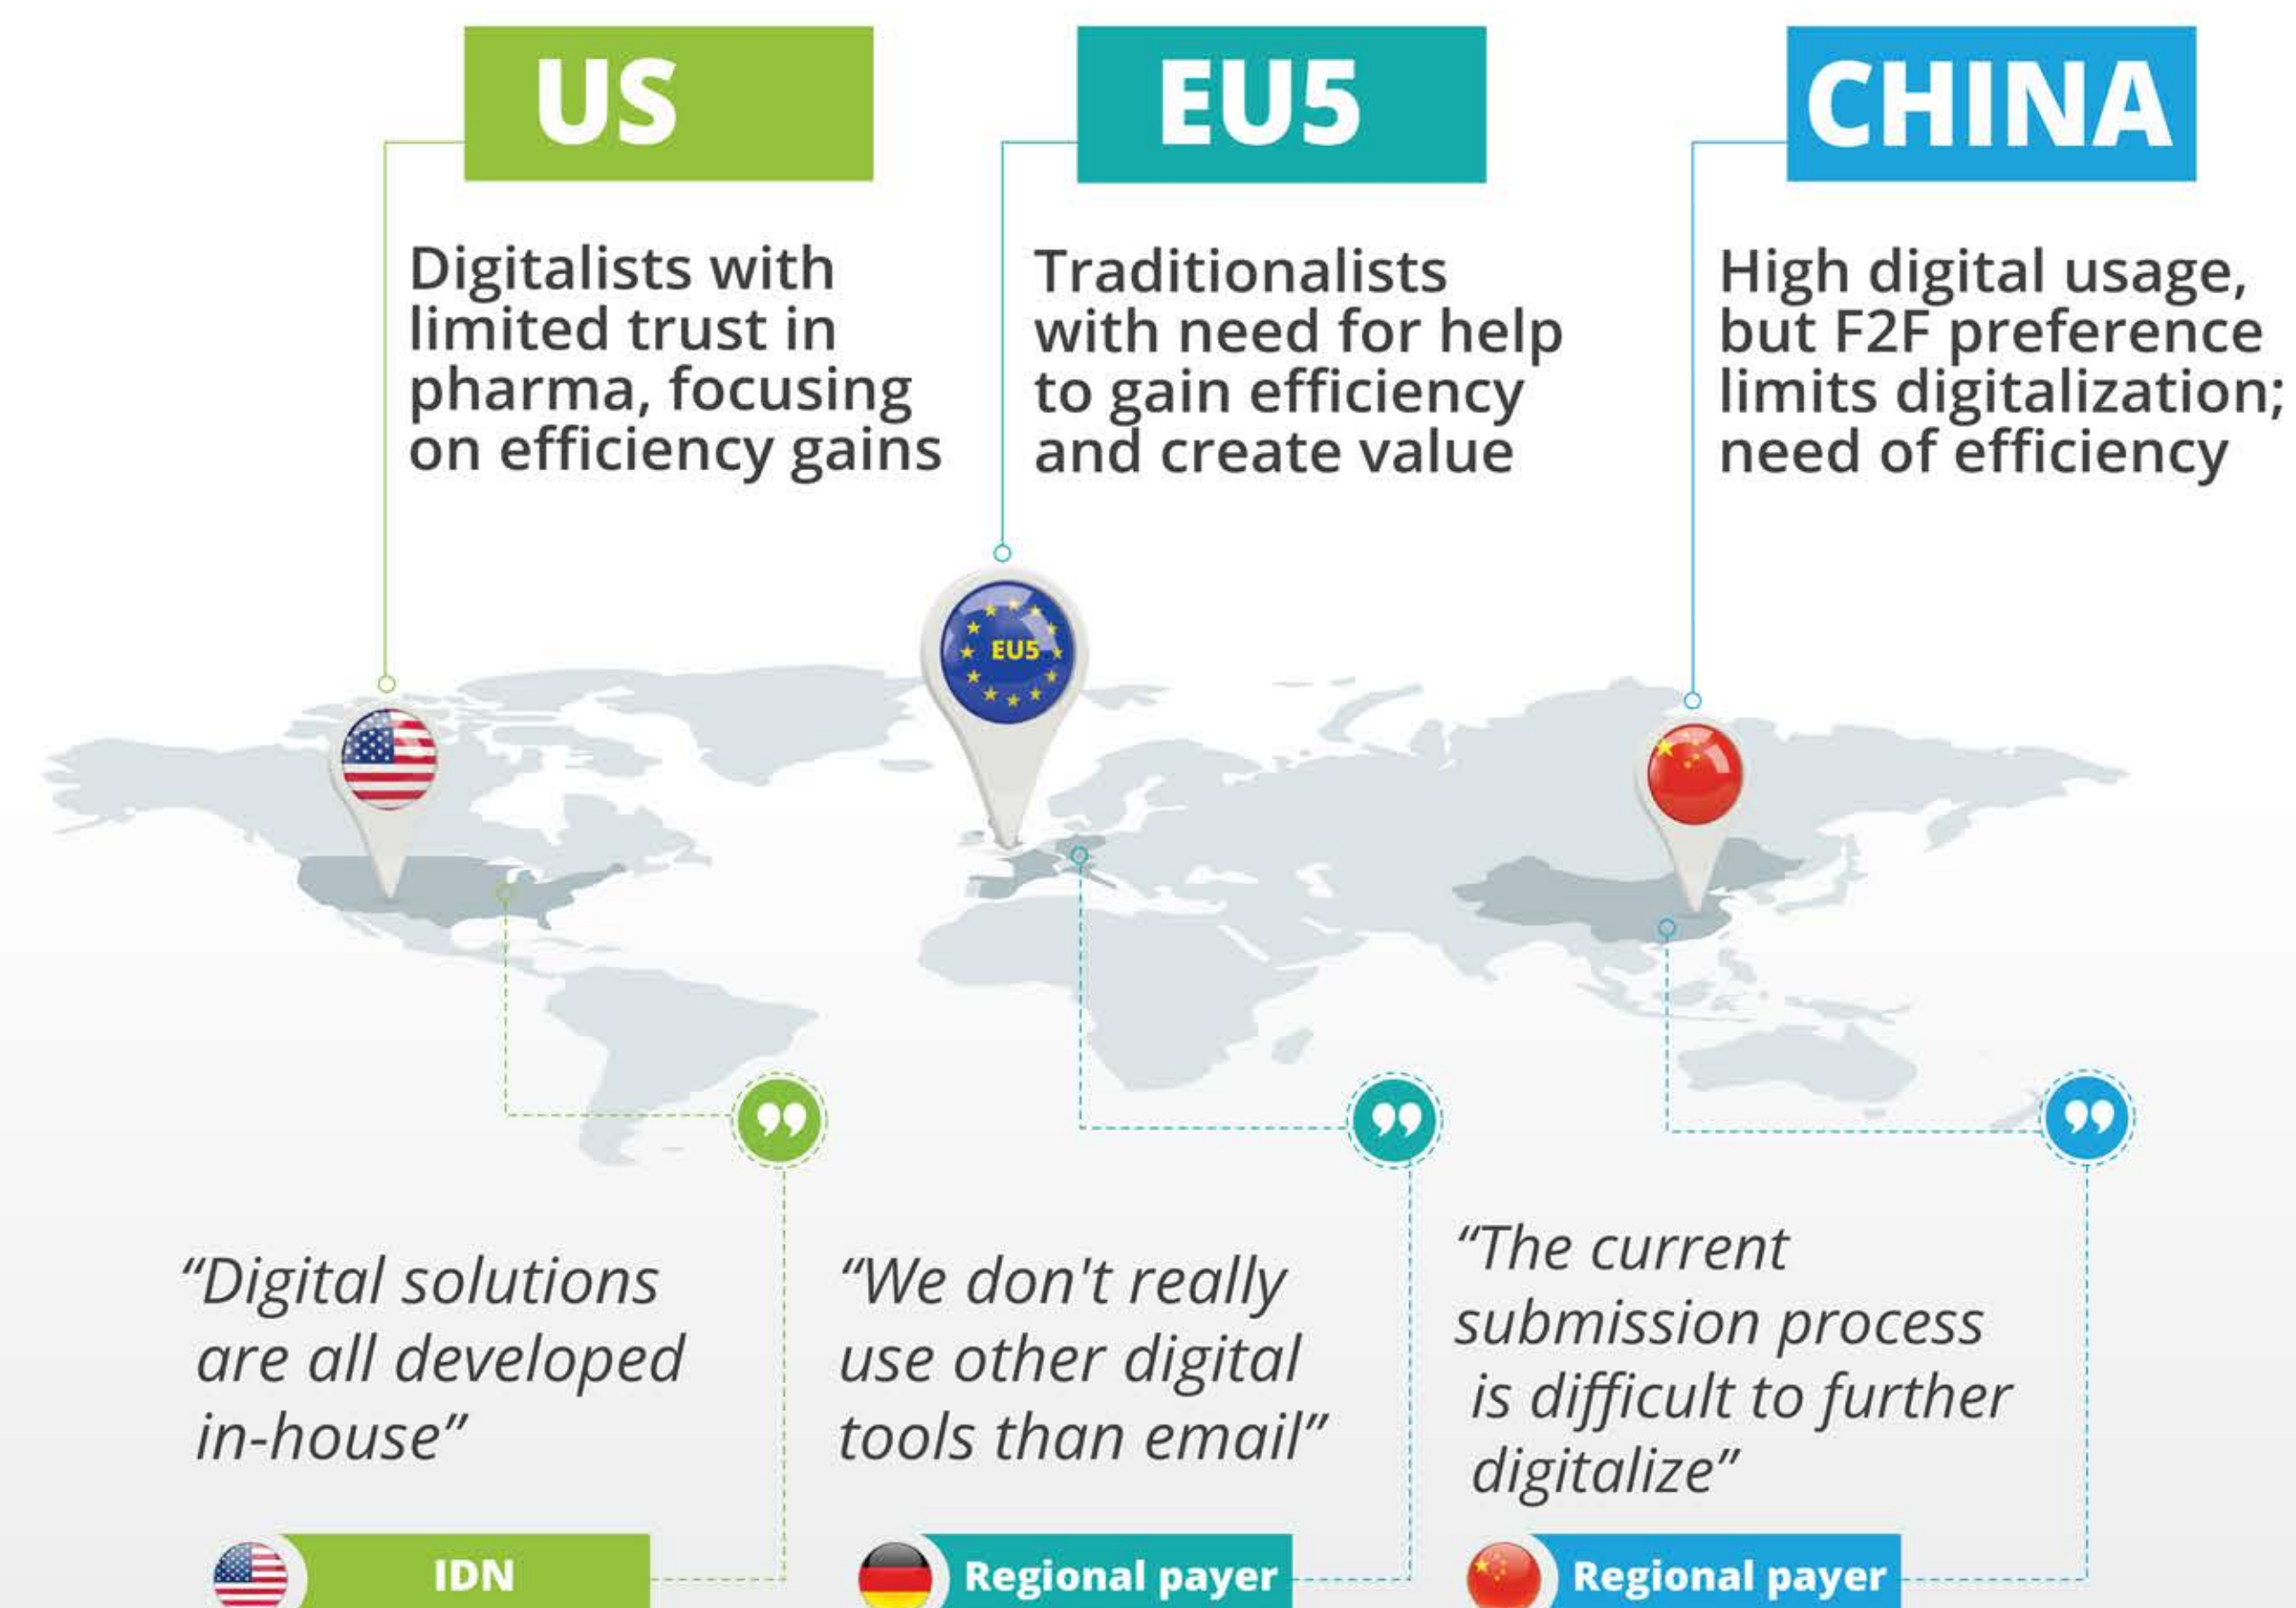 US
Digitalists with
limited trust in
pharma, focusing
on efficiency gains
EU5
Traditionalists
with need for help
to gain efficiency
and create value
CHINA
High digital usage,
but F2F preference
limits digitalization;
need of efficiency
EU5
“Digital solutions
are all developed
in-house”
IDN
“We don't really
use other digital
tools than email”
Regional payer
“The current
submission process
is difficult to further
digitalize”
Regional payer